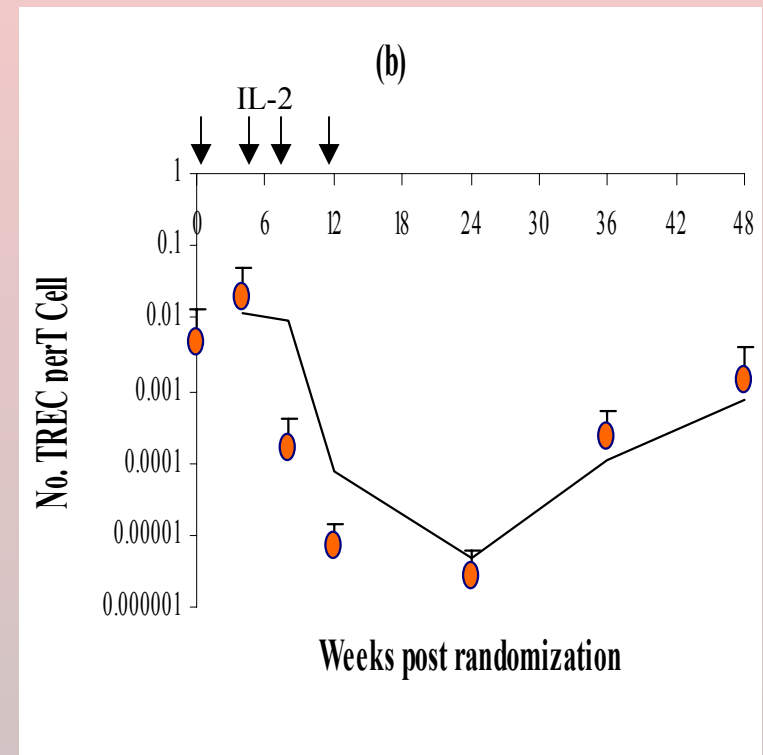 (b)
IL-2
1
0 6 12 18 24 30 36 42 48
0.1
0.01
0.001
0.0001
0.00001
0.000001
No. TREC perT Cell
Weeks post randomization